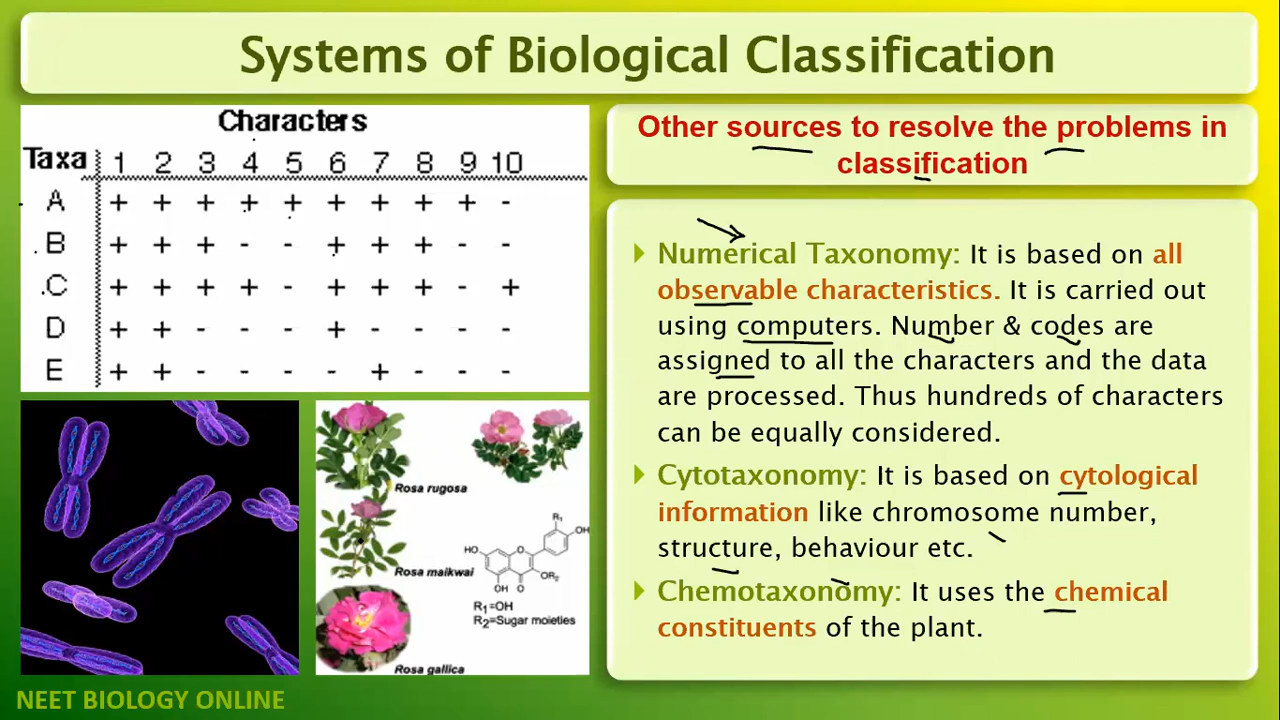 Systems of Biological Classification
Characters
Taxa 1 2 3 4 5 6 7 8 9 10
A + + + + + + + + + -
B + + + - - + + + - -
C + + + + - + + + - +
D + + - - - + - - - -
E + + - - - - + - - -
Rosa rugosa
Rosa maikwai
Rosa gallica
R1
OH
HO
O
OR2
OH
O
R1=OH
R2=Sugar moieties
Other sources to resolve the problems in
classification
Numerical Taxonomy: It is based on all
observable characteristics. It is carried out
using computers. Number & codes are
assigned to all the characters and the data
are processed. Thus hundreds of characters
can be equally considered.
Cytotaxonomy: It is based on cytological
information like chromosome number,
structure, behaviour etc.
Chemotaxonomy: It uses the chemical
constituents of the plant.
NEET BIOLOGY ONLINE